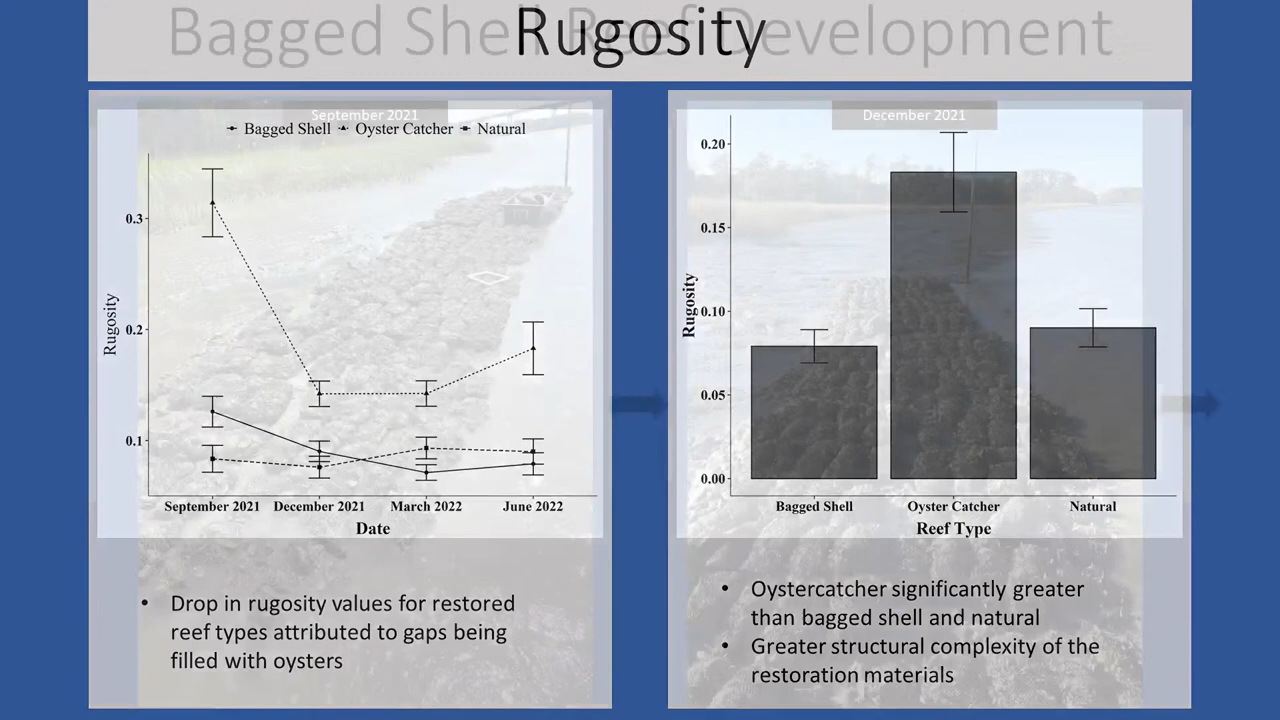 Bagged Shell Reef Development
Rugosity
September 2021
Bagged Shell Oyster Catcher Natural
Rugosity
0.3
0.2
0.1
September 2021 December 2021 March 2022 June 2022
Date
• Drop in rugosity values for restored
reef types attributed to gaps being
filled with oysters
December 2021
Rugosity
0.20
0.15
0.10
0.05
0.00
Bagged Shell Oyster Catcher Natural
Reef Type
• Oystercatcher significantly greater
than bagged shell and natural
• Greater structural complexity of the
restoration materials